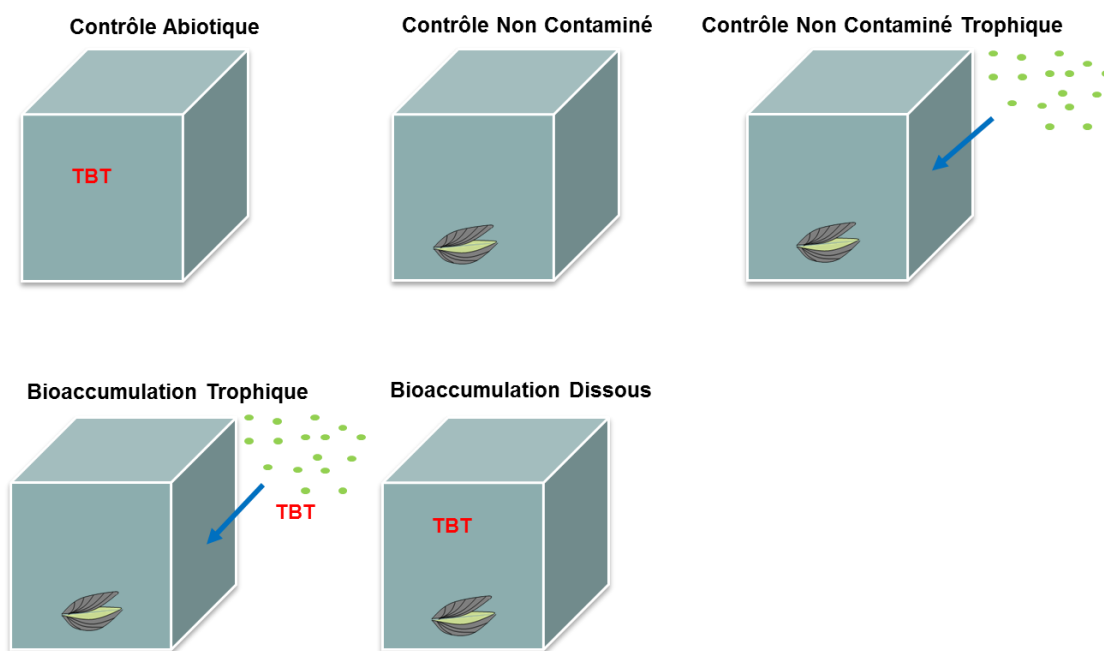 Contrôle Abiotique
Contrôle Non Contaminé
Contrôle Non Contaminé Trophique
TBT
Bioaccumulation Trophique
Bioaccumulation Dissous
TBT
TBT